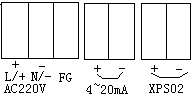 + − + − + −
L/+ N/− FG
AC220V 4~20mA XPS02